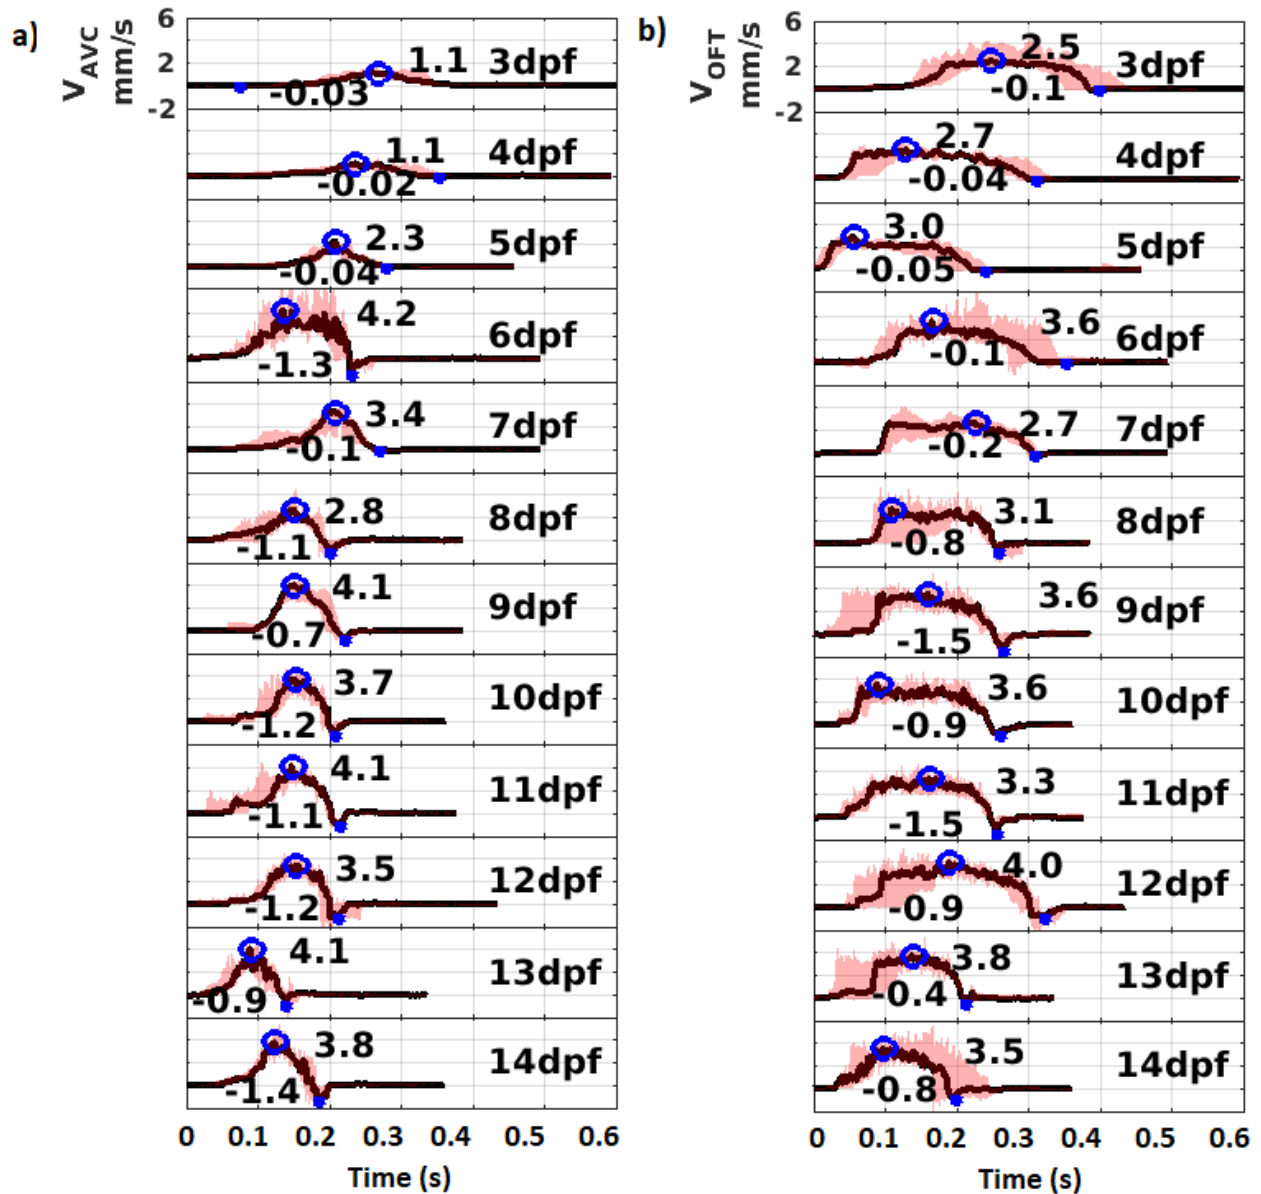 a)
V_AVC
mm/s
6
2
-2
1.1 3dpf
-0.03
1.1 4dpf
-0.02
2.3 5dpf
-0.04
4.2 6dpf
-1.3
3.4 7dpf
-0.1
2.8 8dpf
-1.1
4.1 9dpf
-0.7
3.7 10dpf
-1.2
4.1 11dpf
-1.1
3.5 12dpf
-1.2
4.1 13dpf
-0.9
3.8 14dpf
-1.4
0 0.1 0.2 0.3 0.4 0.5 0.6
Time (s)
b)
V_OFT
mm/s
6
2
-2
2.5 3dpf
-0.1
2.7 4dpf
-0.04
3.0 5dpf
-0.05
3.6 6dpf
-0.1
2.7 7dpf
-0.2
3.1 8dpf
-0.8
3.6 9dpf
-1.5
3.6 10dpf
-0.9
3.3 11dpf
-1.5
4.0 12dpf
-0.9
3.8 13dpf
-0.4
3.5 14dpf
-0.8
0 0.1 0.2 0.3 0.4 0.5 0.6
Time (s)